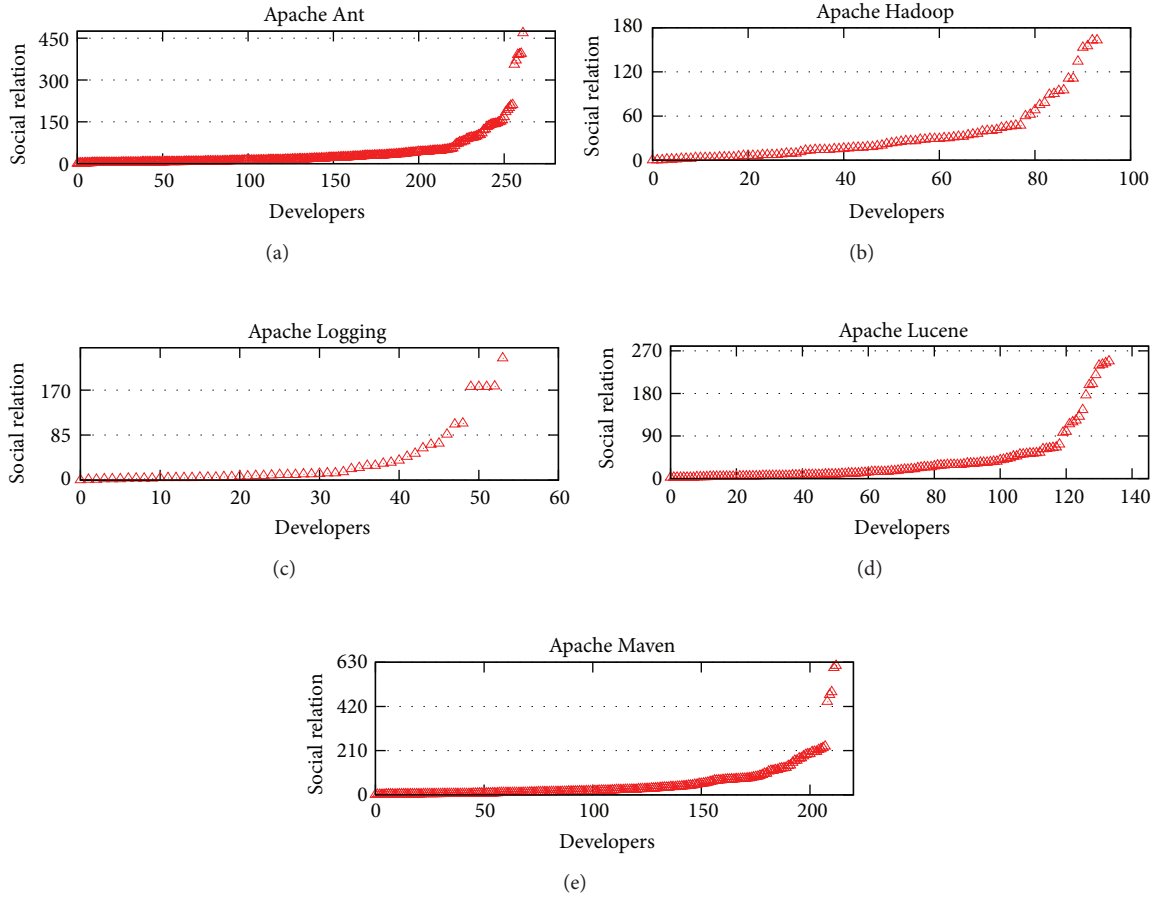 Apache Ant
450
300
150
0
Social relation
0 50 100 150 200 250
Developers
(a)
Apache Hadoop
180
120
60
0
Social relation
0 20 40 60 80 100
Developers
(b)
Apache Logging
170
85
0
Social relation
0 10 20 30 40 50 60
Developers
(c)
Apache Lucene
270
180
90
0
Social relation
0 20 40 60 80 100 120 140
Developers
(d)
Apache Maven
630
420
210
0
Social relation
0 50 100 150 200
Developers
(e)